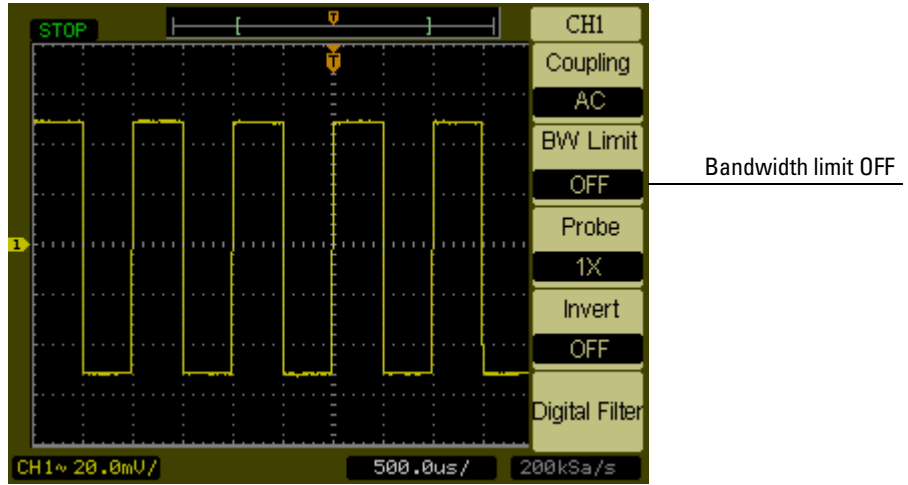 STOP
T
T
CH1
Coupling
AC
BW Limit
OFF
Bandwidth limit OFF
Probe
1
1X
Invert
OFF
Digital Filter
CH1~ 20.0mV/
500.0us/
200kSa/s